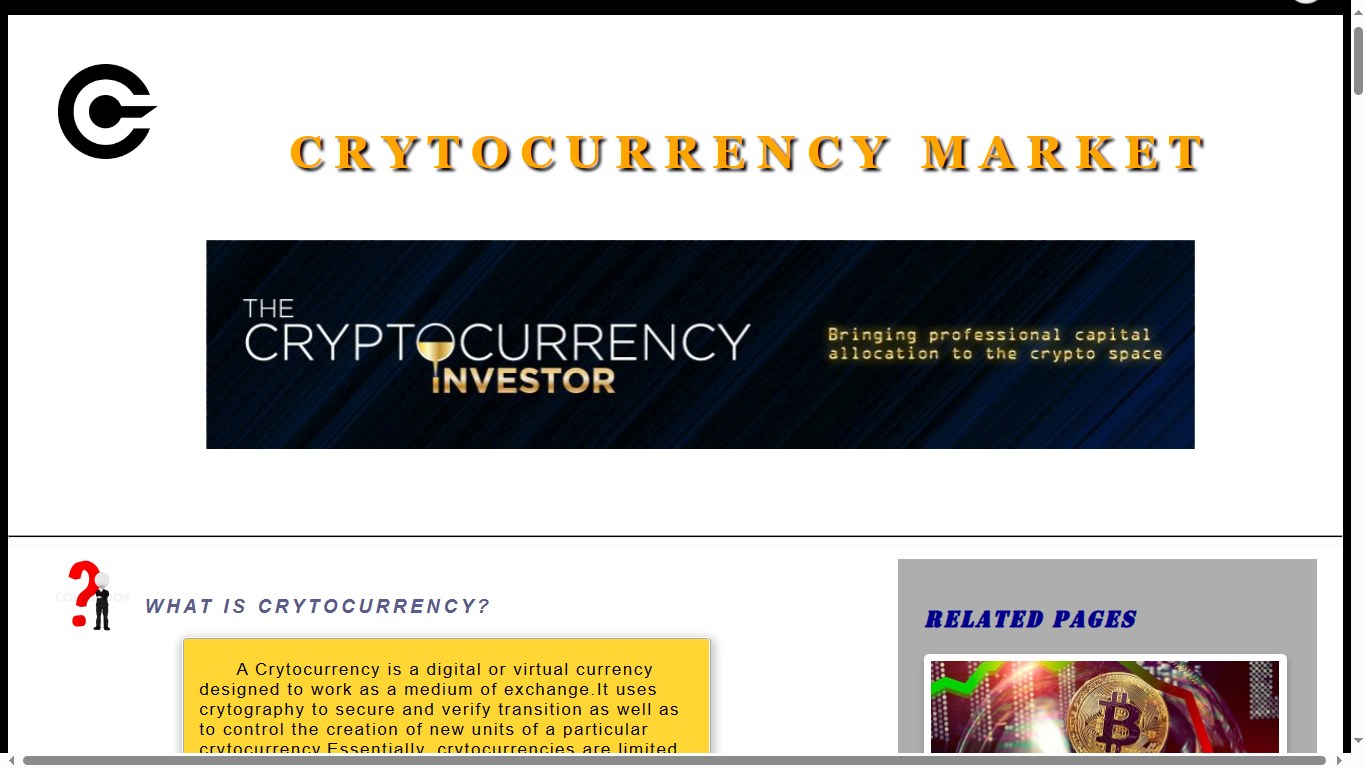 CRYTOCURRENCY MARKET
THE
CRYPTOCURRENCY
INVESTOR
Bringing professional capital
allocation to the crypto space
WHAT IS CRYTOCURRENCY?
A Crytocurrency is a digital or virtual currency
designed to work as a medium of exchange.It uses
crytography to secure and verify transition as well as
to control the creation of new units of a particular
crytocurrency.Essentially, crytocurrencies are limited
RELATED PAGES